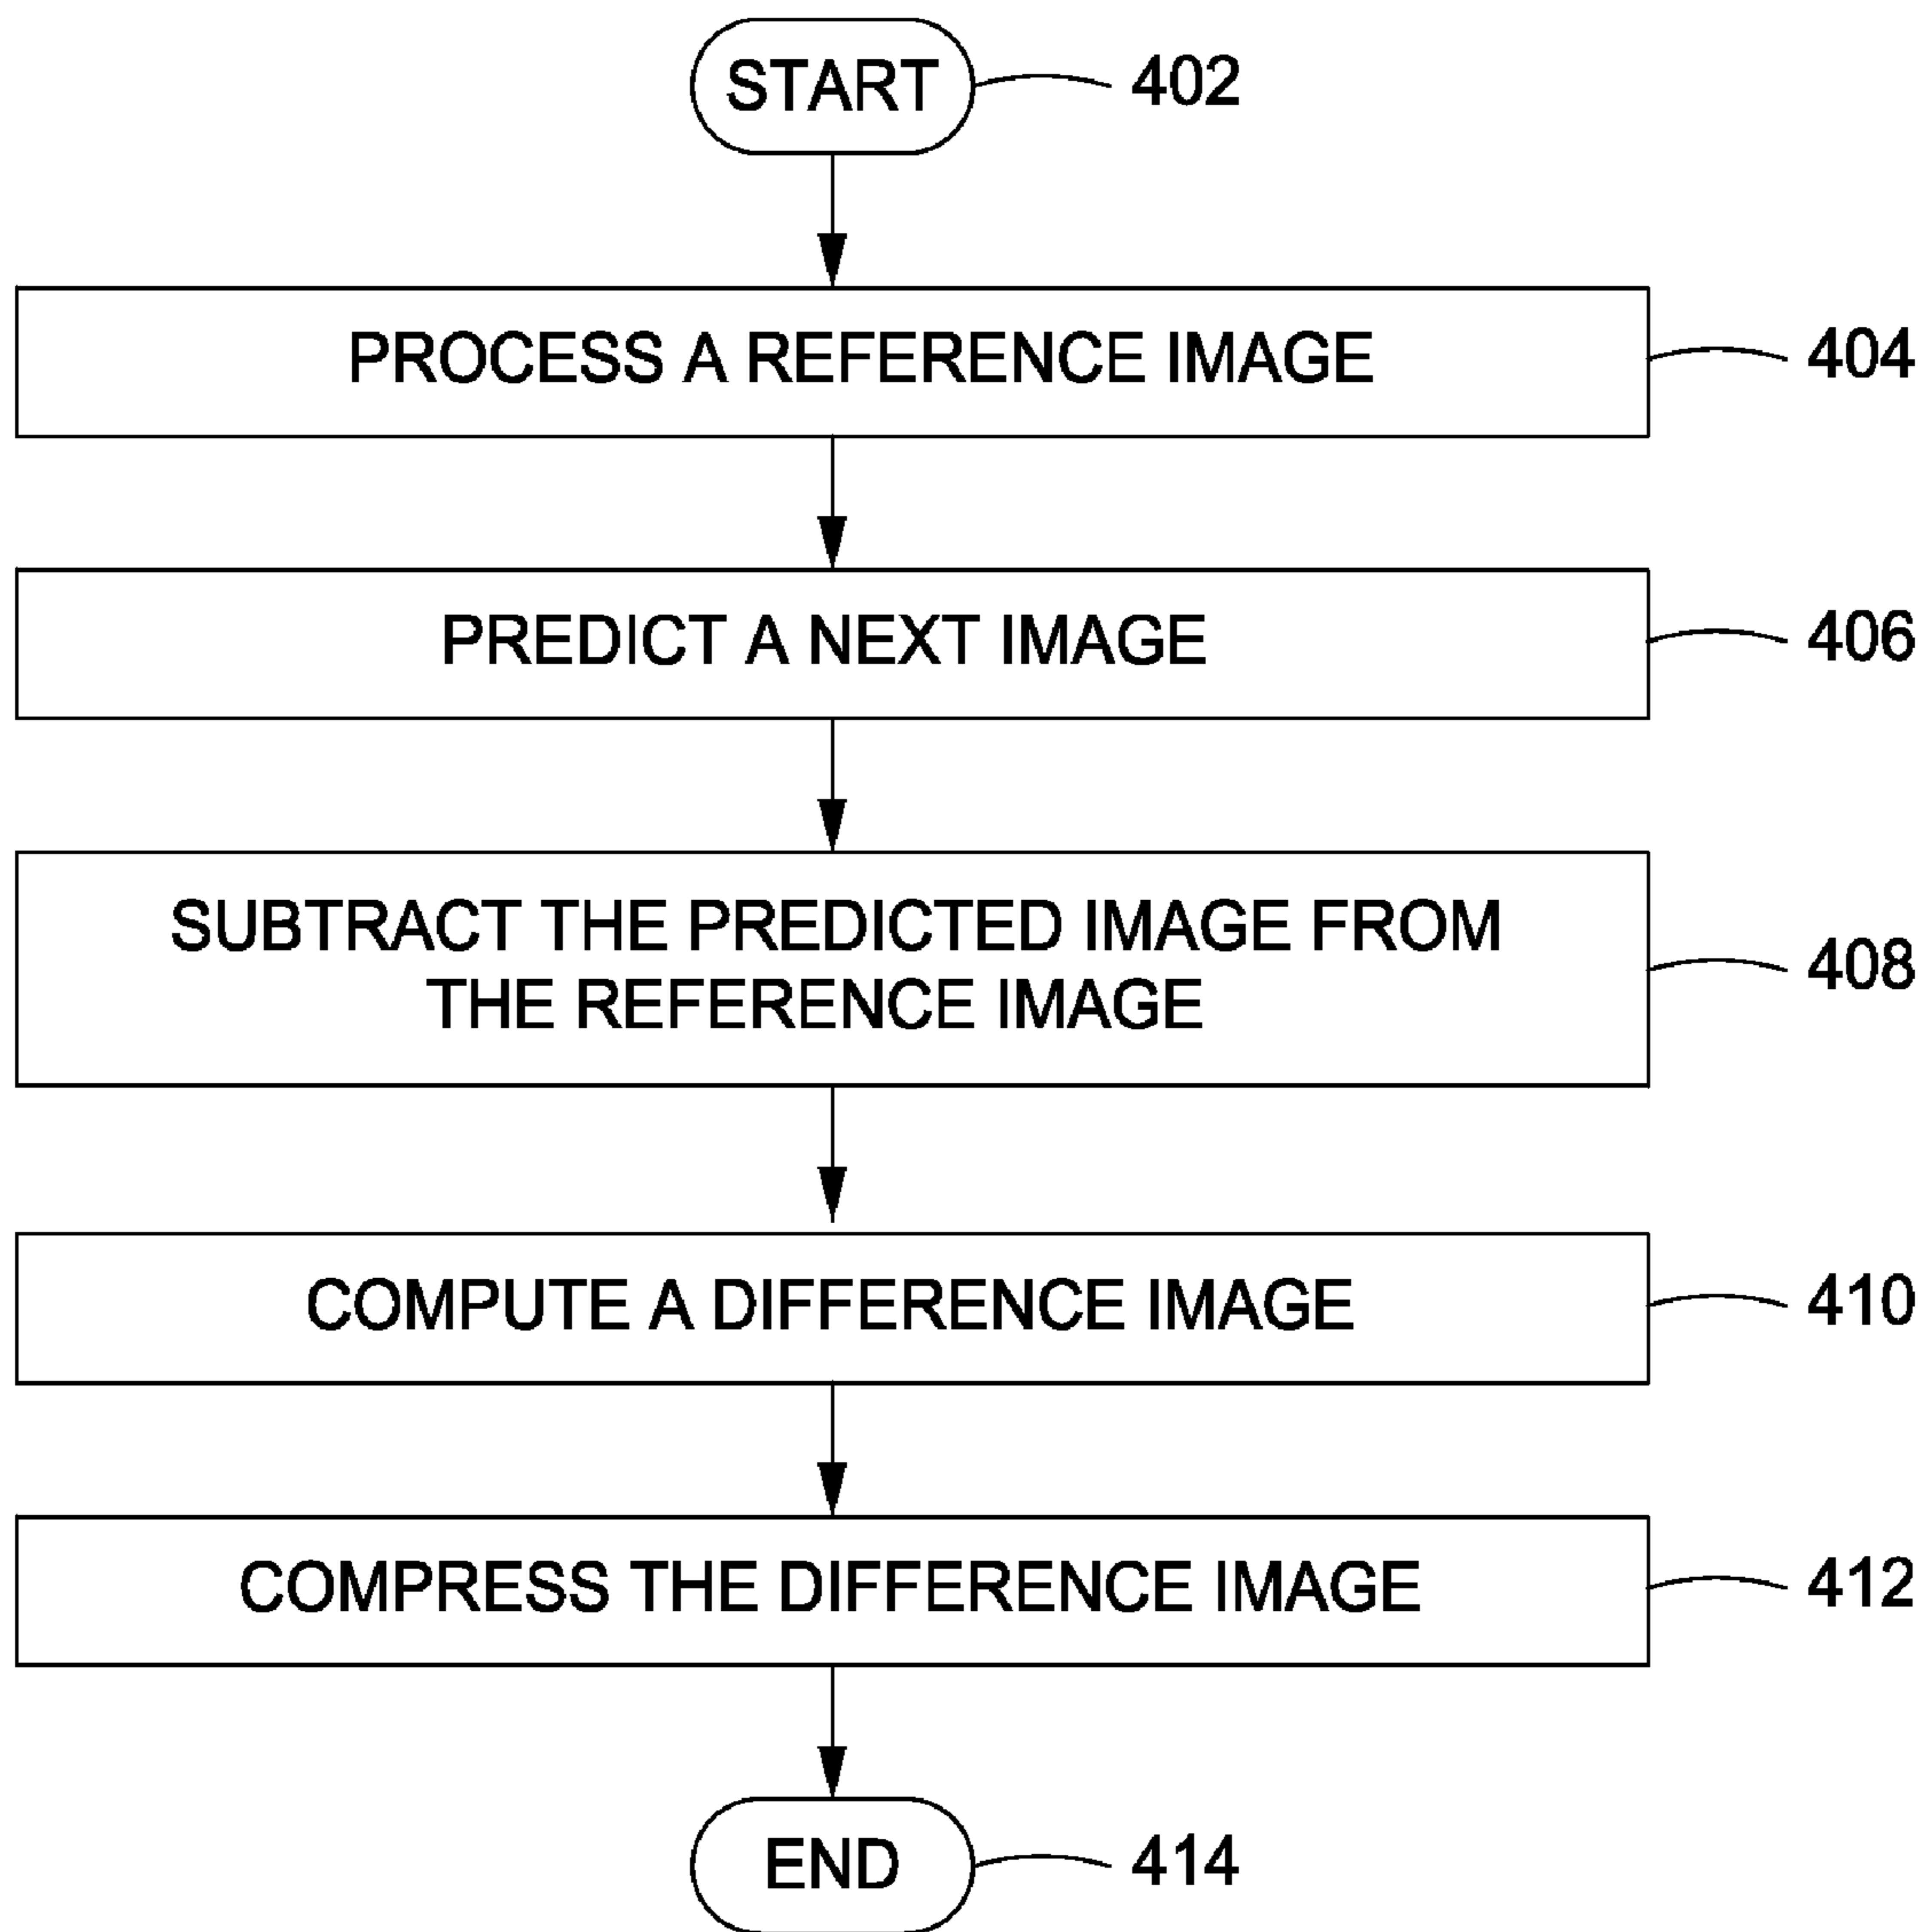 START
402
PROCESS A REFERENCE IMAGE
404
PREDICT A NEXT IMAGE
406
SUBTRACT THE PREDICTED IMAGE FROM
THE REFERENCE IMAGE
408
COMPUTE A DIFFERENCE IMAGE
410
COMPRESS THE DIFFERENCE IMAGE
412
END
414